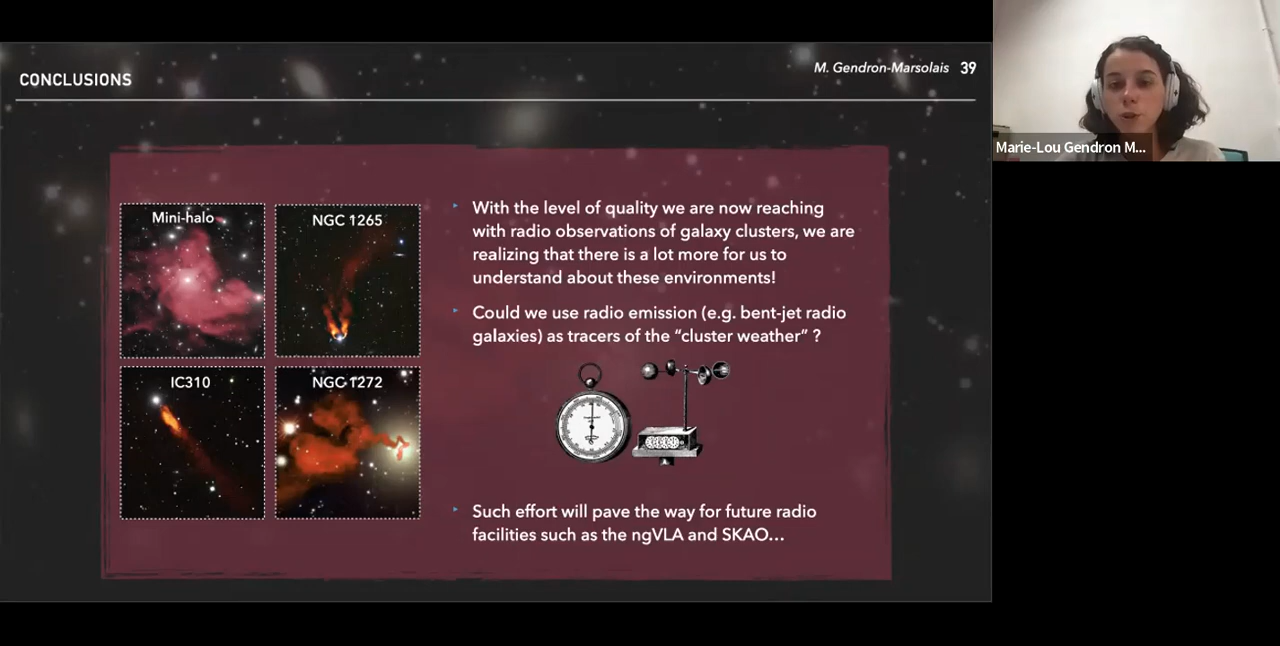 CONCLUSIONS
M. Gendron-Marsolais 39
Marie-Lou Gendron M...
Mini-halo
NGC 1265
IC310
NGC 1272
With the level of quality we are now reaching
with radio observations of galaxy clusters, we are
realizing that there is a lot more for us to
understand about these environments!
Could we use radio emission (e.g. bent-jet radio
galaxies) as tracers of the “cluster weather” ?
Such effort will pave the way for future radio
facilities such as the ngVLA and SKAO...